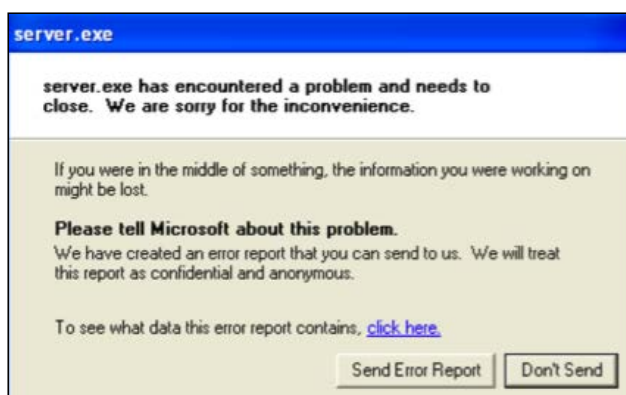 server.exe
server.exe has encountered a problem and needs to
close. We are sorry for the inconvenience.
If you were in the middle of something, the information you were working on
might be lost.
Please tell Microsoft about this problem.
We have created an error report that you can send to us. We will treat
this report as confidential and anonymous.
To see what data this error report contains, click here.
Send Error Report Don't Send